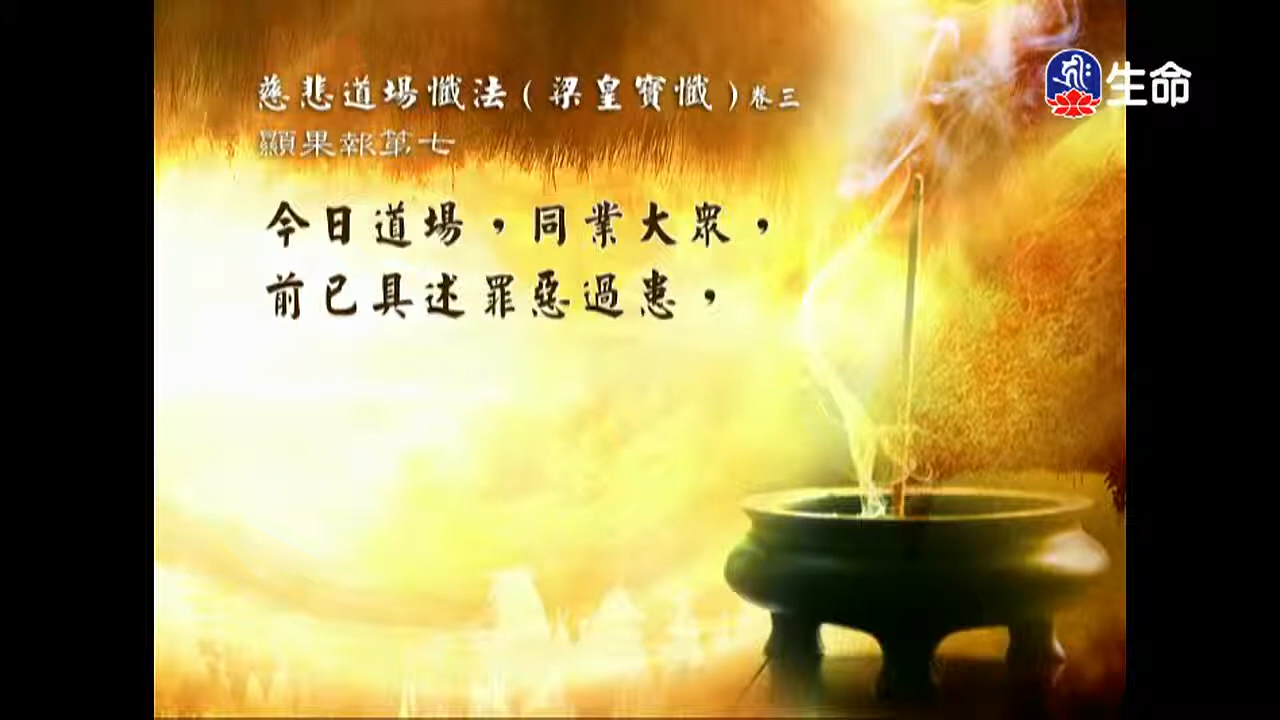 慈悲道場懺法(梁皇寶懺)卷三
顯果報第七
生命
今日道場，同業大眾，
前已具述罪惡過患，